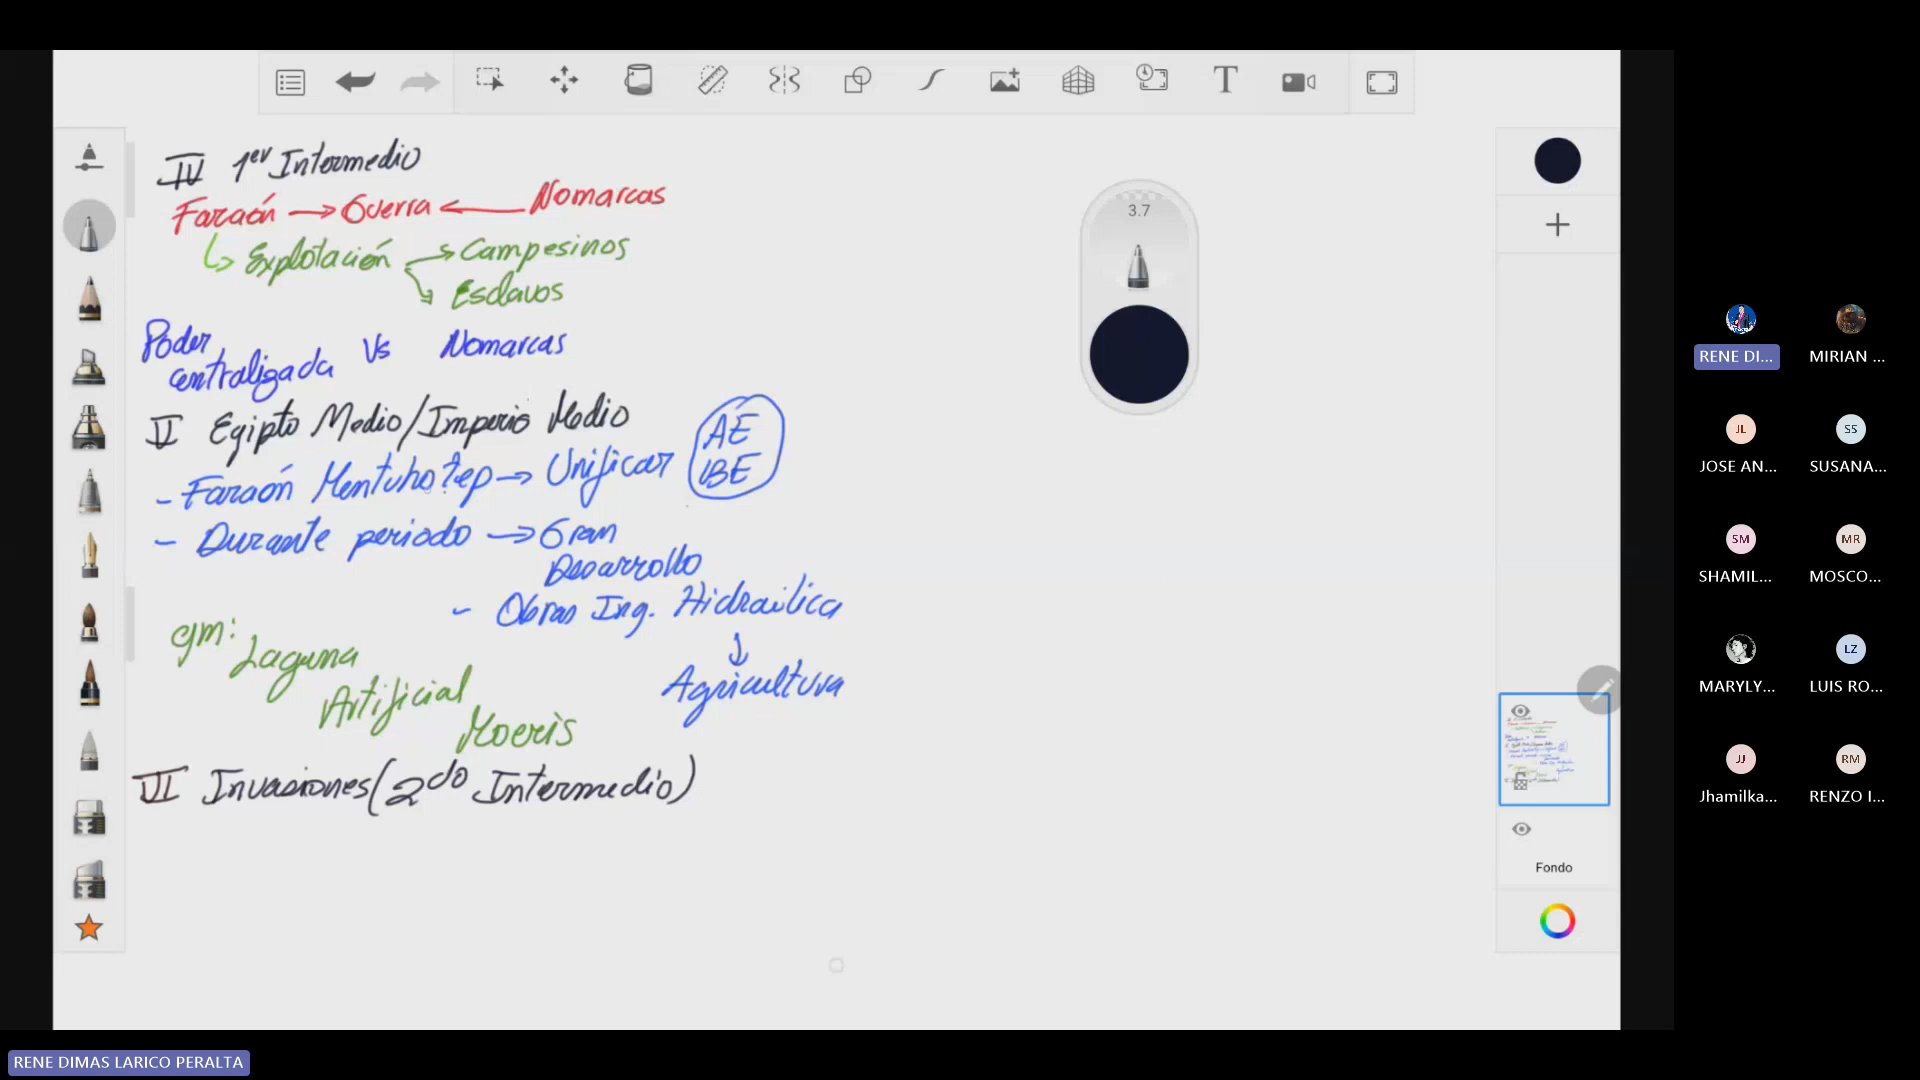 3.7
IV 1er Intermedio
Faraón → Guerra ← Nomarcas
↳ Explotación → Campesinos
→ Esclavos
Poder centralizada Vs Nomarcas
V Egipto Medio/Imperio Medio
- Faraón Mentuhotep → Unificar AE BE
- Durante periodo → Gran
Desarrollo
- Obras Ing. Hidraúlica
↓
Agricultura
gm: Laguna
Artificial
Moeris
VI Invasiones (2do Intermedio)
Fondo
RENE DI...
MIRIAN ...
JL
JOSE AN...
SS
SUSANA...
SM
SHAMIL...
MR
MOSCO...
MARYLY...
LZ
LUIS RO...
JJ
Jhamilka...
RM
RENZO I...
RENE DIMAS LARICO PERALTA